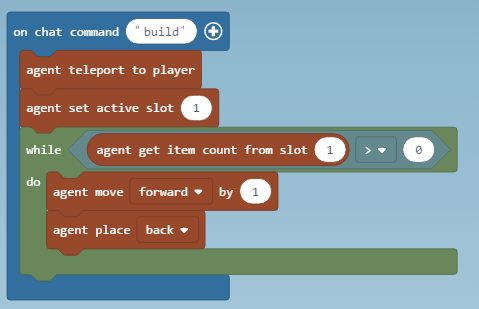 on chat command "build"
agent teleport to player
agent set active slot 1
while agent get item count from slot 1 > 0
do
agent move forward by 1
agent place back